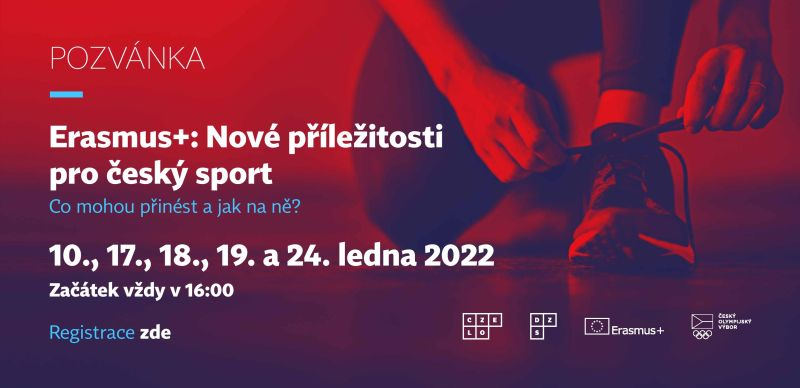 POZVÁNKA
Erasmus+: Nové příležitosti
pro český sport
Co mohou přinést a jak na ně?
10., 17., 18., 19. a 24. ledna 2022
Začátek vždy v 16:00
Registrace zde
CZE
LO
DZ
S
Erasmus+
ČESKÝ
OLYMPIJSKÝ
VÝBOR